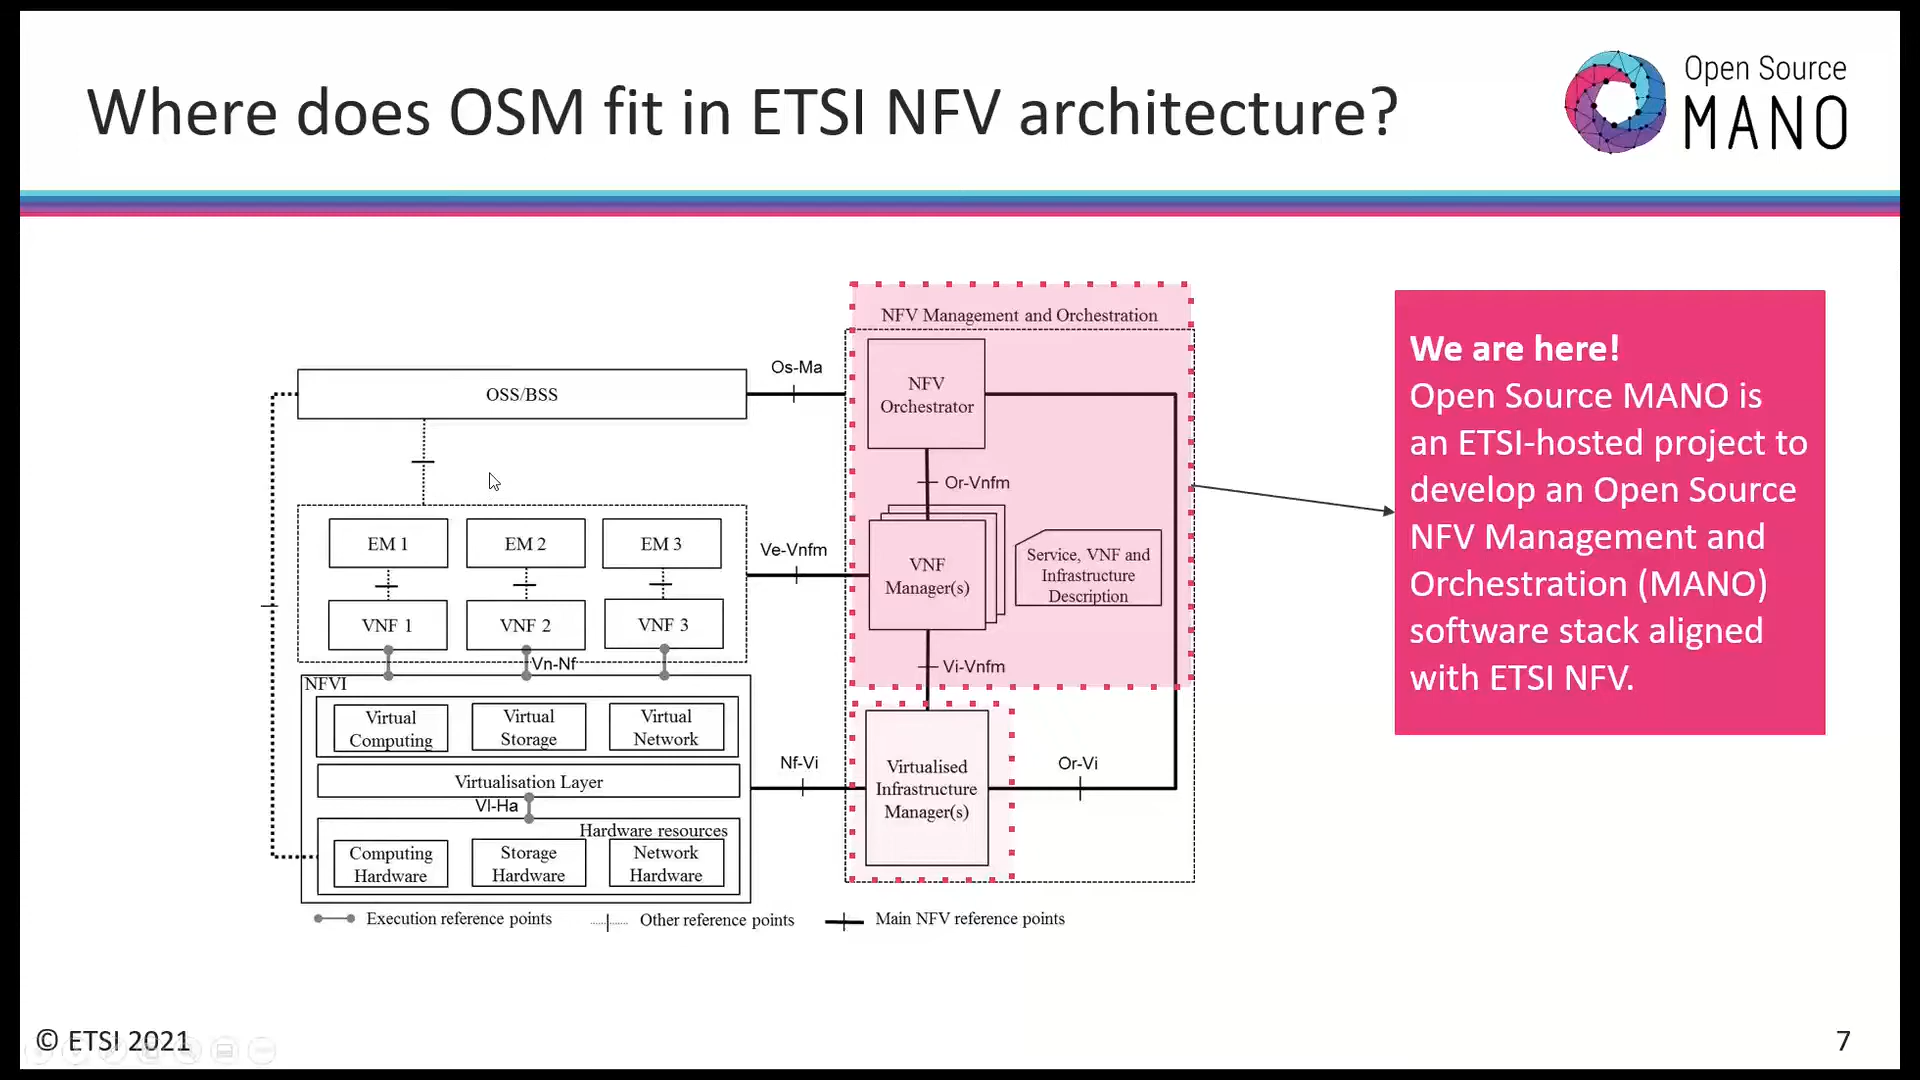 Where does OSM fit in ETSI NFV architecture?
Open Source
MANO
NFV Management and Orchestration
OSS/BSS
Os-Ma
NFV
Orchestrator
Or-Vnfm
EM 1
EM 2
EM 3
Ve-Vnfm
VNF
Manager(s)
Service, VNF and
Infrastructure
Description
VNF 1
VNF 2
VNF 3
Vn-Nf
Vi-Vnfm
NFVI
Virtual
Computing
Virtual
Storage
Virtual
Network
Virtualisation Layer
Nf-Vi
Virtualised
Infrastructure
Manager(s)
Or-Vi
Vl-Ha
Hardware resources
Computing
Hardware
Storage
Hardware
Network
Hardware
Execution reference points
Other reference points
Main NFV reference points
We are here!
Open Source MANO is
an ETSI-hosted project to
develop an Open Source
NFV Management and
Orchestration (MANO)
software stack aligned
with ETSI NFV.
© ETSI 2021
7